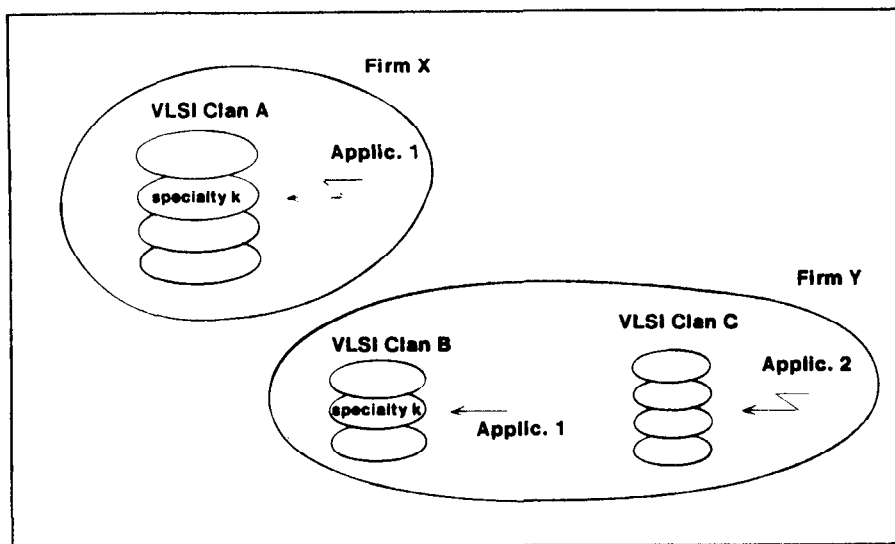 Firm X
VLSI Clan A
Applic. 1
specialty k
Firm Y
VLSI Clan C
VLSI Clan B
Applic. 2
specialty k
Applic. 1